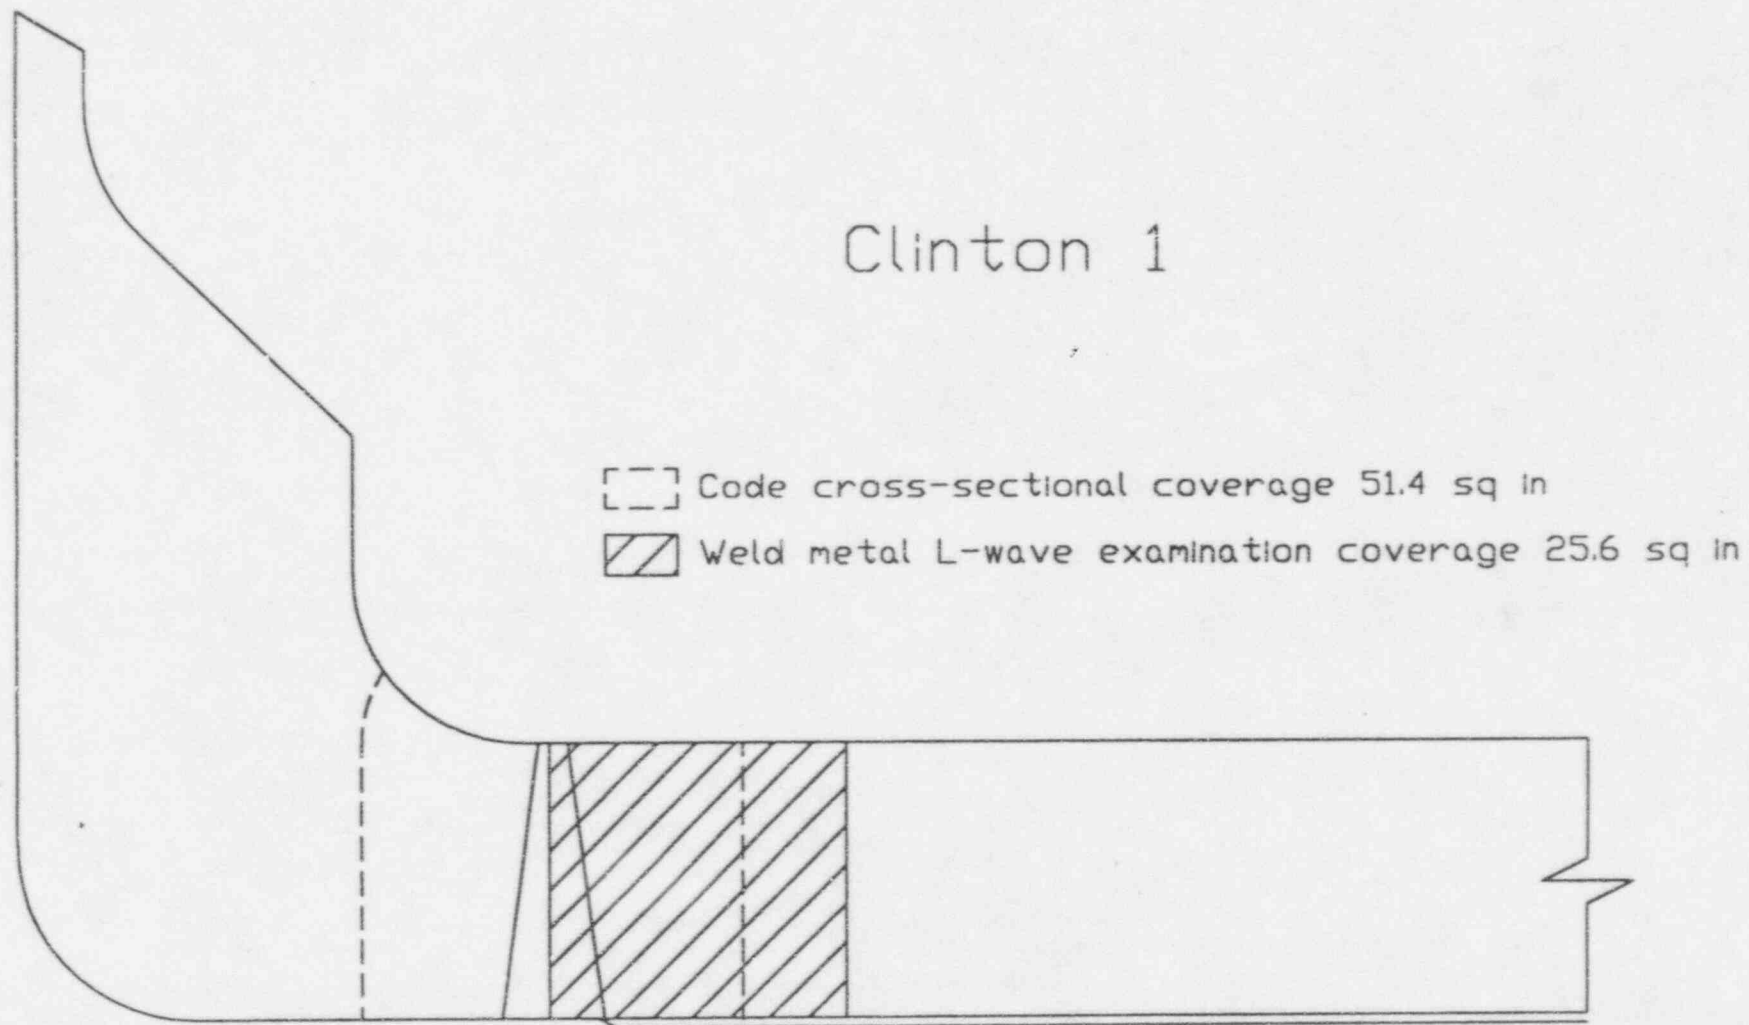 Clinton 1
Code cross-sectional coverage 51.4 sq in
Weld metal L-wave examination coverage 25.6 sq in